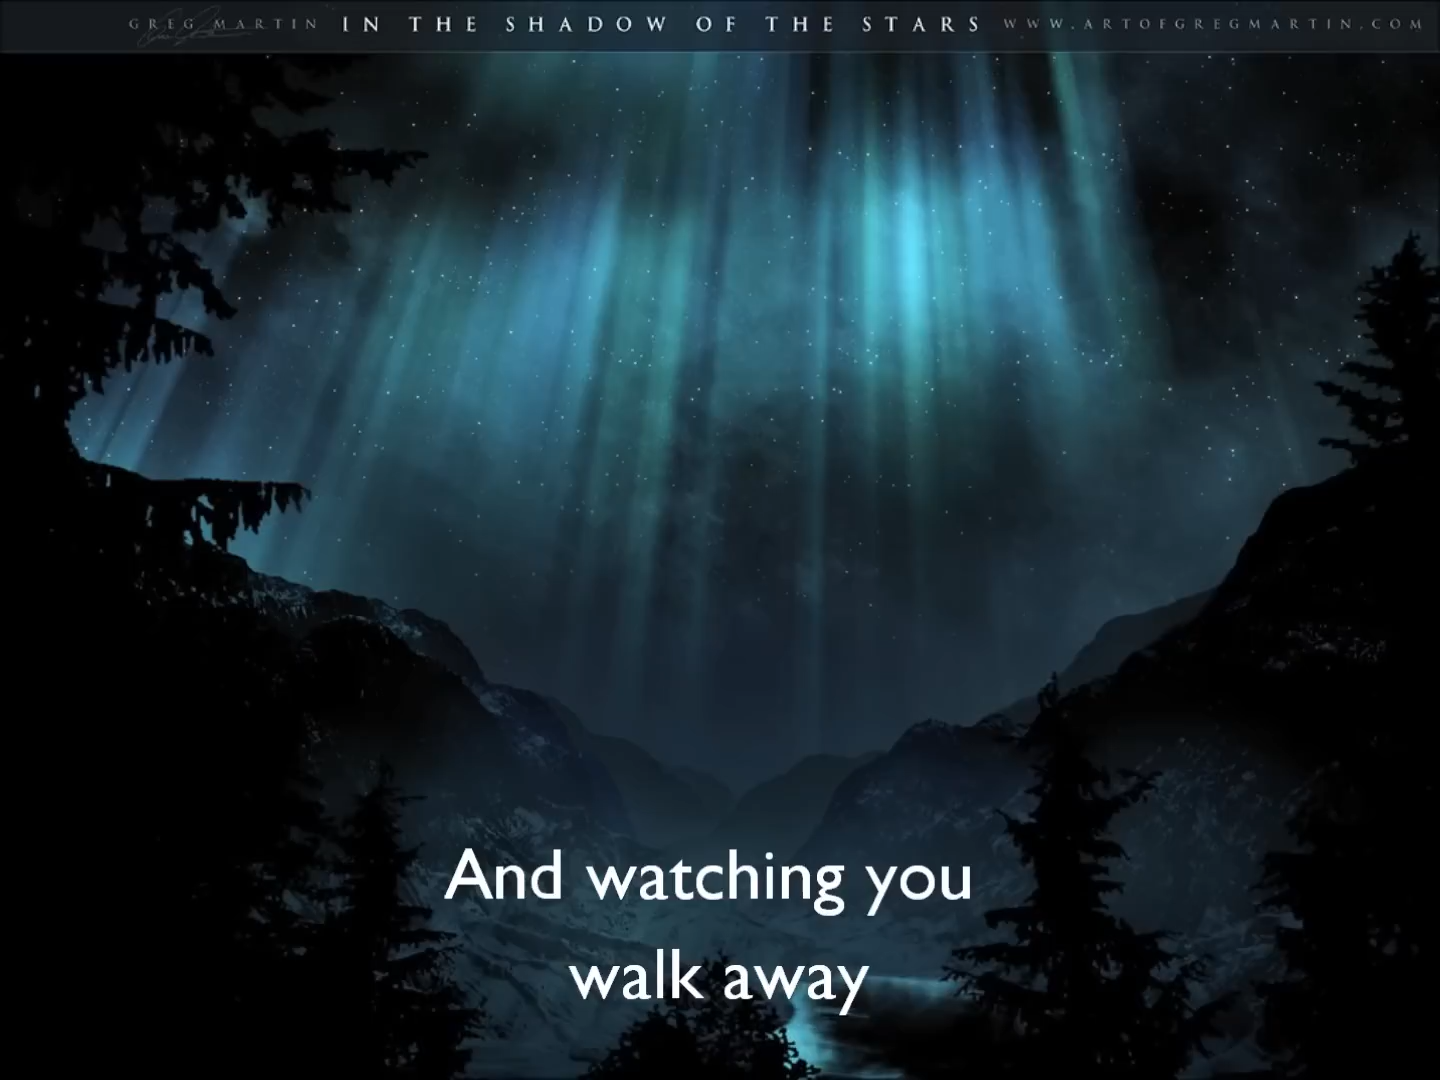 GREG MARTIN IN THE SHADOW OF THE STARS WWW.ARTOFGREGMARTIN.COM
And watching you
walk away